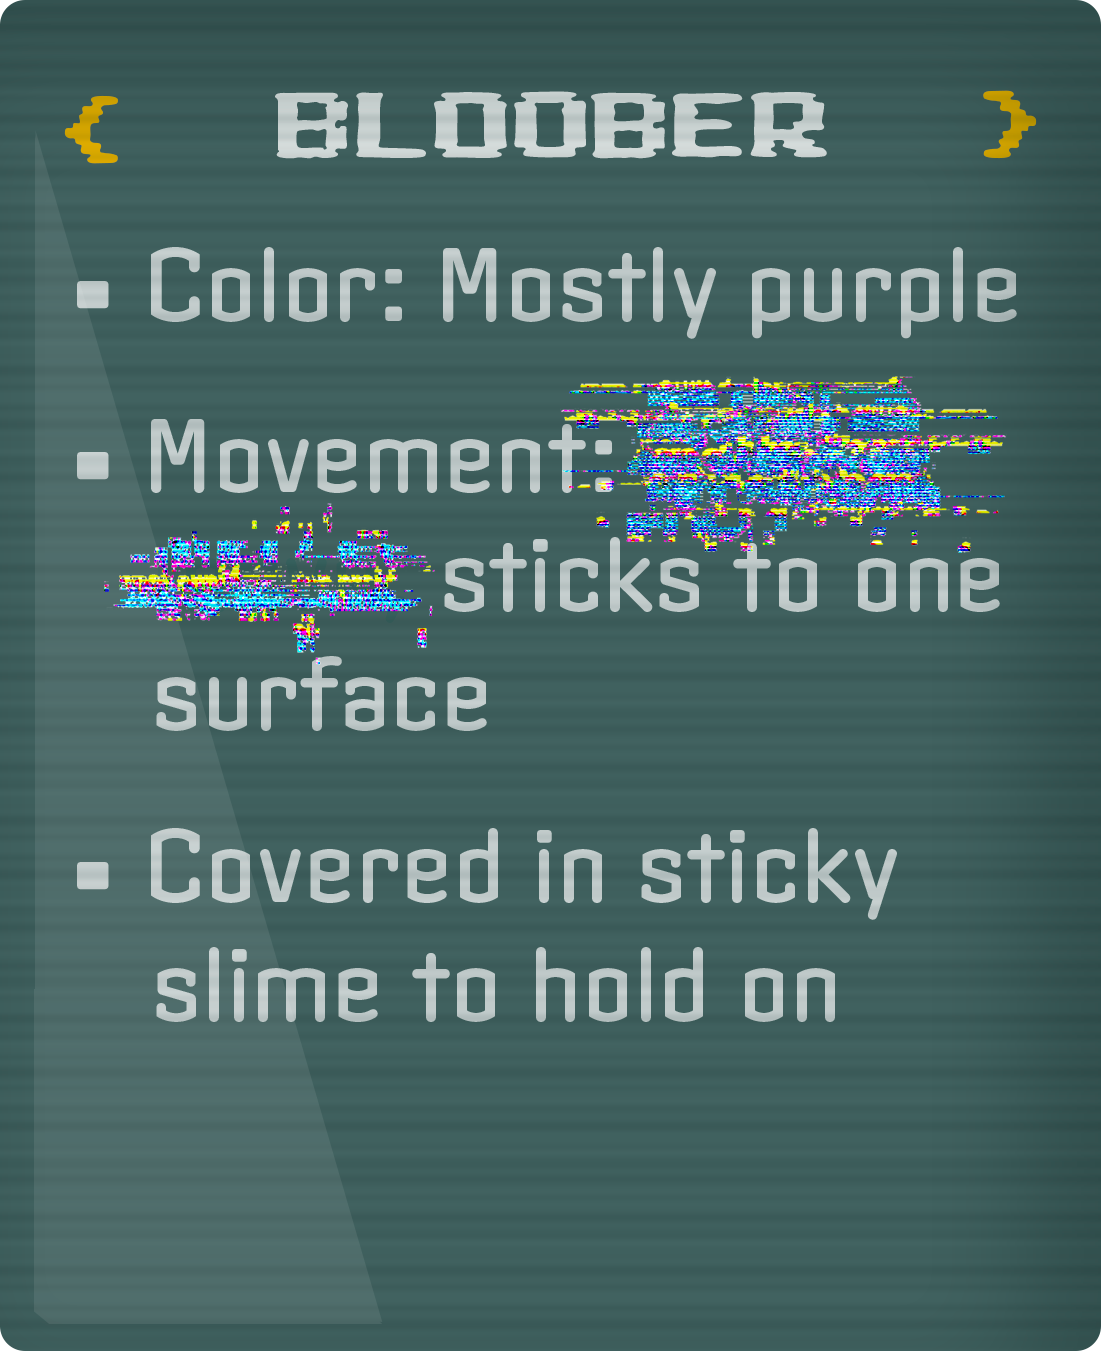 BLOOBER
▪ Color: Mostly purple
▪ Movement:
sticks to one
surface
▪ Covered in sticky
slime to hold on